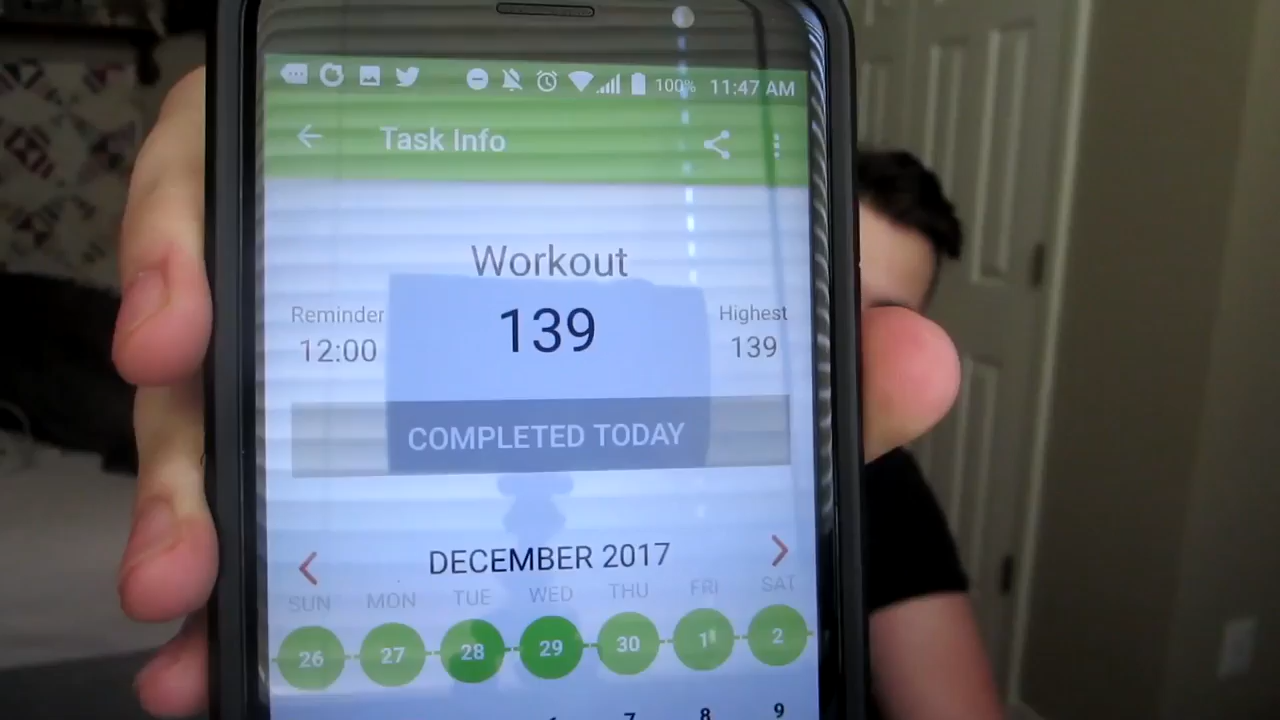 100% 11:47 AM
Task Info
Workout
Reminder
12:00
139
Highest
139
COMPLETED TODAY
DECEMBER 2017
SUN MON TUE WED THU FRI SAT
26 27 28 29 30 1 2
7 8 9